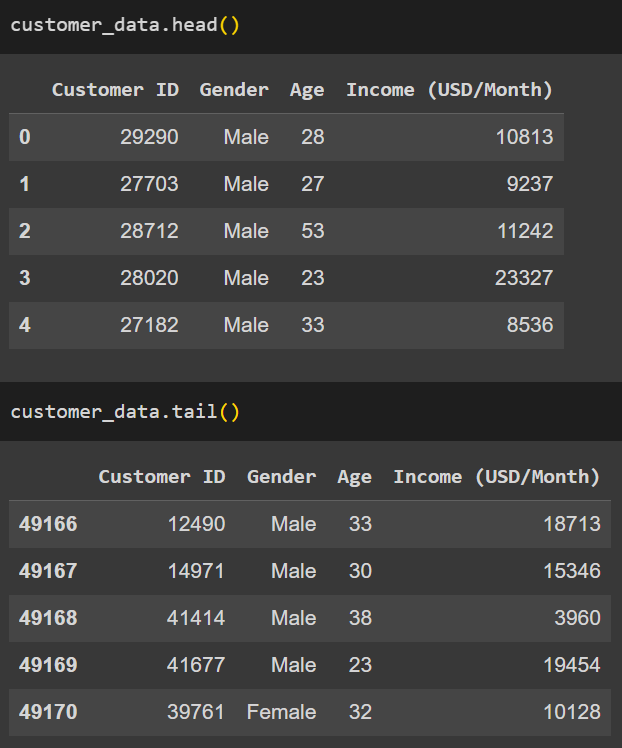 customer_data.head()
Customer ID Gender Age Income (USD/Month)
0 29290 Male 28 10813
1 27703 Male 27 9237
2 28712 Male 53 11242
3 28020 Male 23 23327
4 27182 Male 33 8536
customer_data.tail()
Customer ID Gender Age Income (USD/Month)
49166 12490 Male 33 18713
49167 14971 Male 30 15346
49168 41414 Male 38 3960
49169 41677 Male 23 19454
49170 39761 Female 32 10128